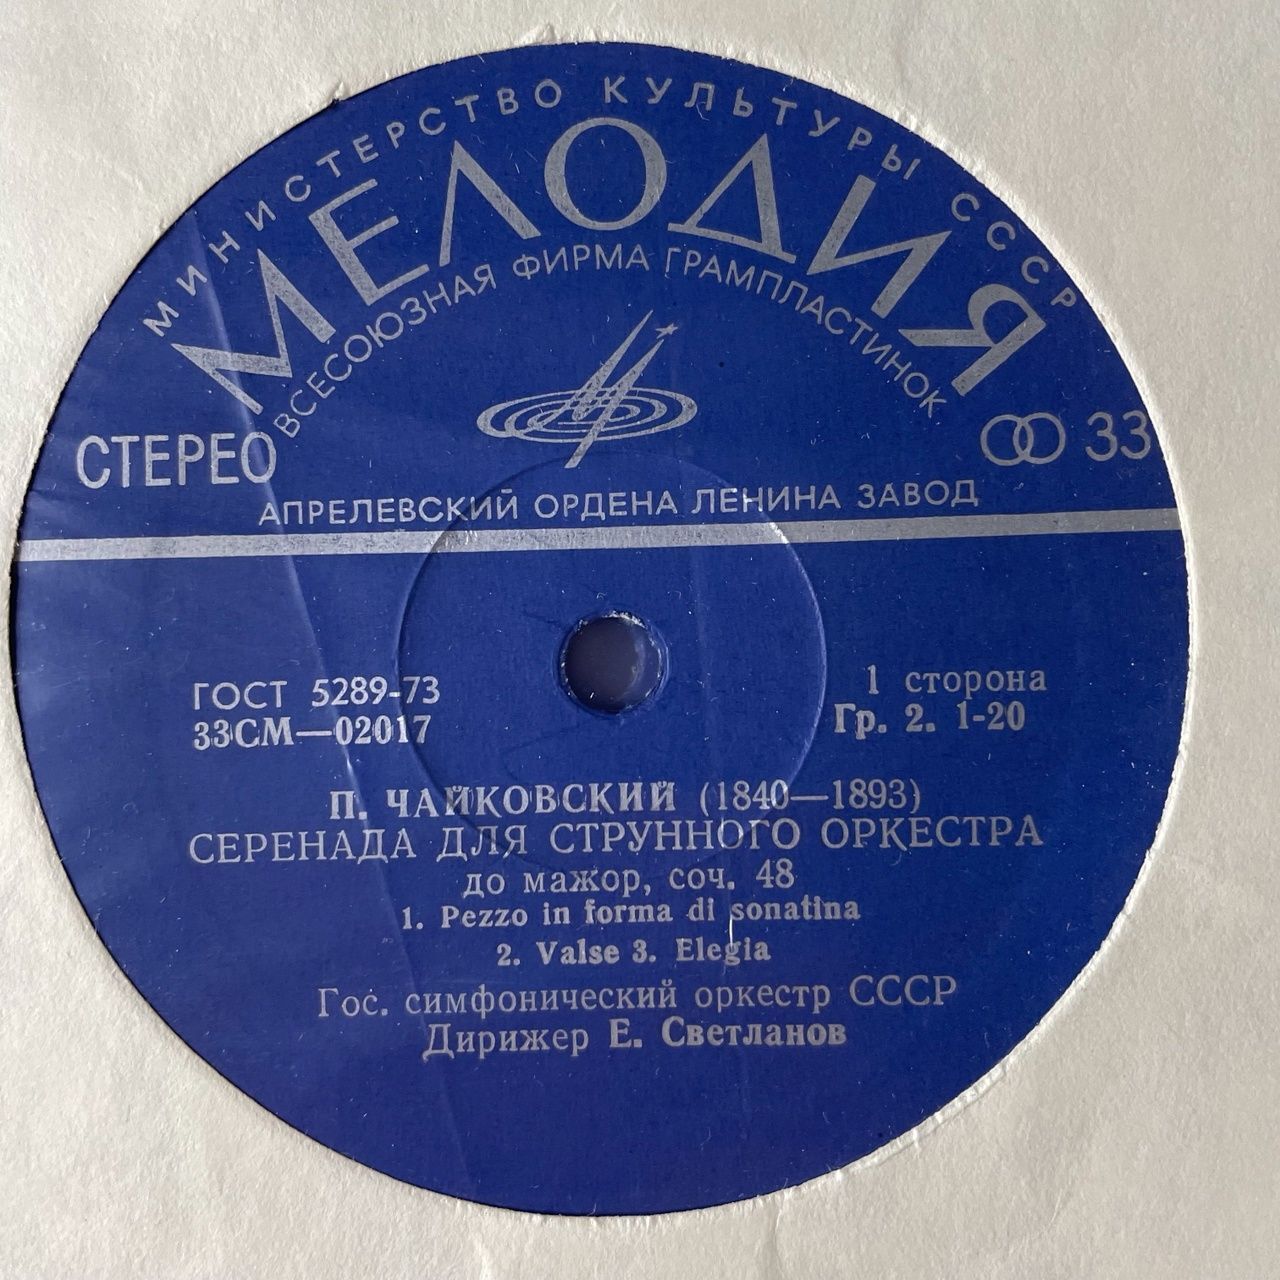 МИНИСТЕРСТВО КУЛЬТУРЫ СССР
МЕЛОДИЯ
ВСЕСОЮЗНАЯ ФИРМА ГРАМПЛАСТИНОК
СТЕРЕО
33
АПРЕЛЕВСКИЙ ОРДЕНА ЛЕНИНА ЗАВОД
ГОСТ 5289-73
33СМ—02017
1 сторона
Гр. 2. 1-20
П. ЧАЙКОВСКИЙ (1840—1893)
СЕРЕНАДА ДЛЯ СТРУННОГО ОРКЕСТРА
до мажор, соч. 48
1. Pezzo in forma di sonatina
2. Valse 3. Elegia
Гос. симфонический оркестр СССР
Дирижер Е. Светланов